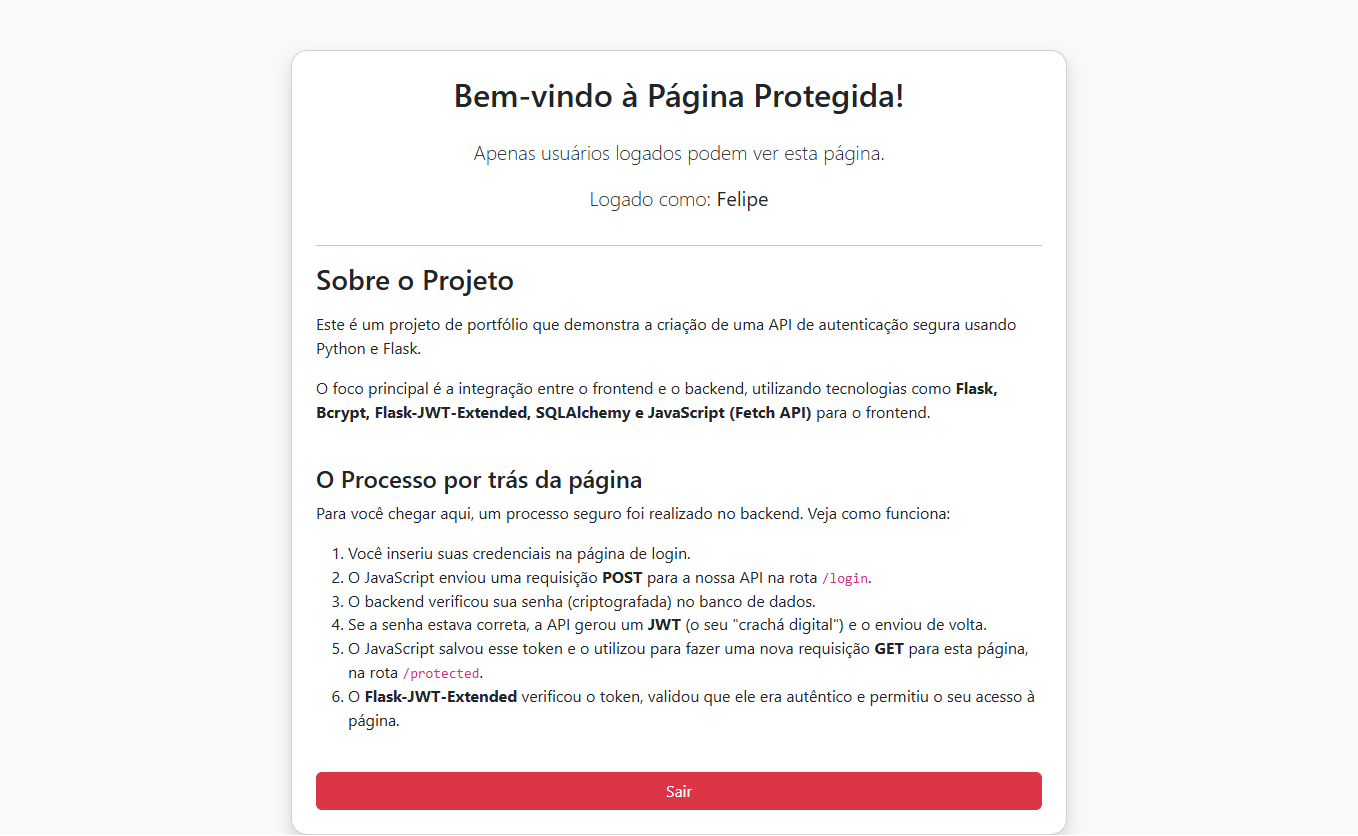 Bem-vindo à Página Protegida!
Apenas usuários logados podem ver esta página.
Logado como: Felipe
Sobre o Projeto
Este é um projeto de portfólio que demonstra a criação de uma API de autenticação segura usando
Python e Flask.
O foco principal é a integração entre o frontend e o backend, utilizando tecnologias como Flask,
Bcrypt, Flask-JWT-Extended, SQLAlchemy e JavaScript (Fetch API) para o frontend.
O Processo por trás da página
Para você chegar aqui, um processo seguro foi realizado no backend. Veja como funciona:
1. Você inseriu suas credenciais na página de login.
2. O JavaScript enviou uma requisição POST para a nossa API na rota /login.
3. O backend verificou sua senha (criptografada) no banco de dados.
4. Se a senha estava correta, a API gerou um JWT (o seu "crachá digital") e o enviou de volta.
5. O JavaScript salvou esse token e o utilizou para fazer uma nova requisição GET para esta página,
na rota /protected.
6. O Flask-JWT-Extended verificou o token, validou que ele era autêntico e permitiu o seu acesso à
página.
Sair